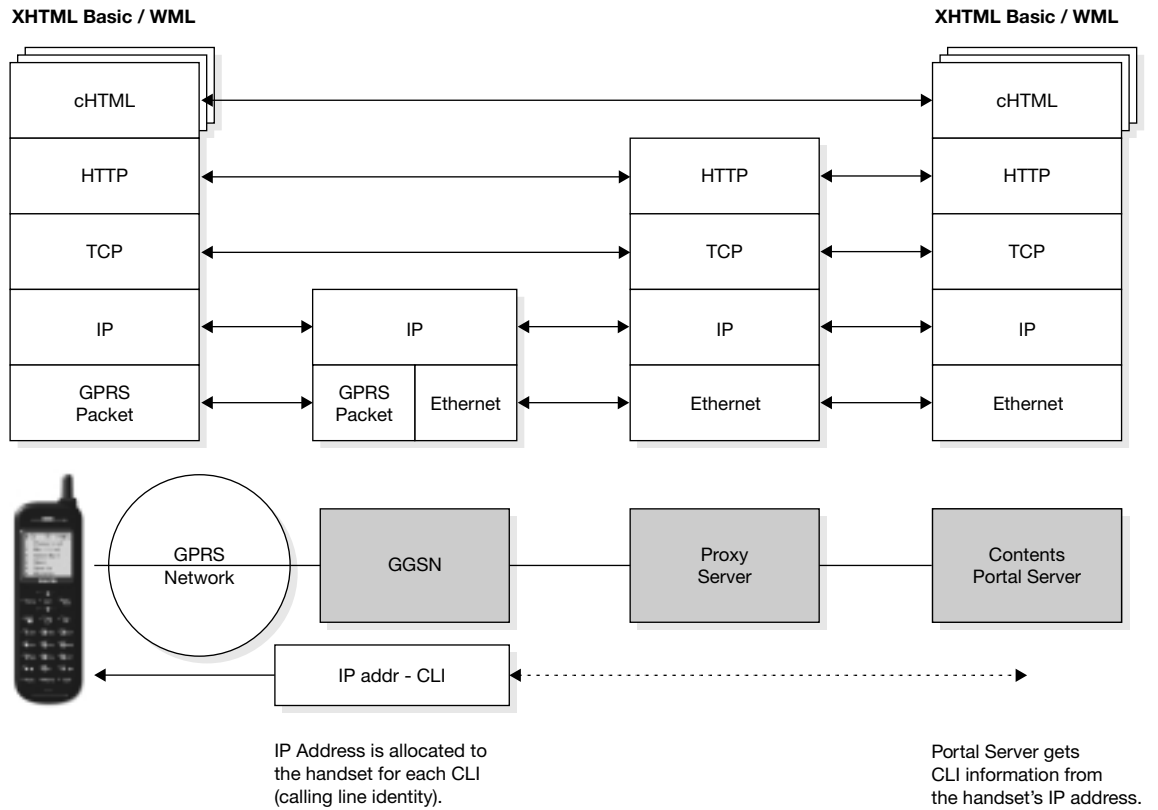 XHTML Basic / WML
XHTML Basic / WML
cHTML
cHTML
HTTP
HTTP
HTTP
TCP
TCP
TCP
IP
IP
IP
IP
GPRS
Packet
GPRS
Packet
Ethernet
Ethernet
Ethernet
GPRS
Network
GGSN
Proxy
Server
Contents
Portal Server
IP addr - CLI
IP Address is allocated to
the handset for each CLI
(calling line identity).
Portal Server gets
CLI information from
the handset's IP address.